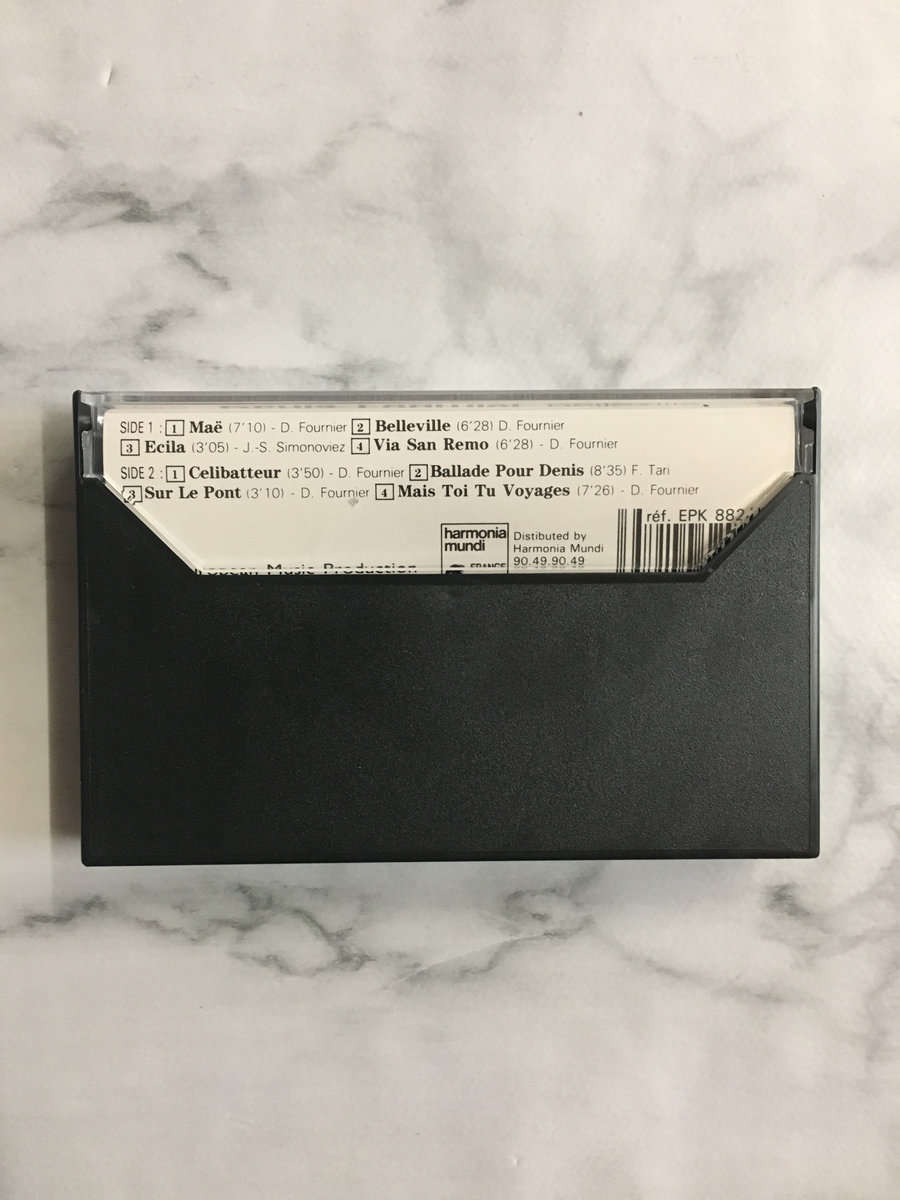 SIDE 1 : 1 Maë (7'10) - D. Fournier 2 Belleville (6'28) D. Fournier
3 Ecila (3'05) - J.-S. Simonoviez 4 Via San Remo (6'28) - D. Fournier
SIDE 2 : 1 Celibatteur (3'50) - D. Fournier 2 Ballade Pour Denis (8'35) F. Tari
3 Sur Le Pont (3'10) - D. Fournier 4 Mais Toi Tu Voyages (7'26) - D. Fournier
réf. EPK 882
harmonia
mundi
FRANCE
Distibuted by
Harmonia Mundi
90.49.90.49
Music Production